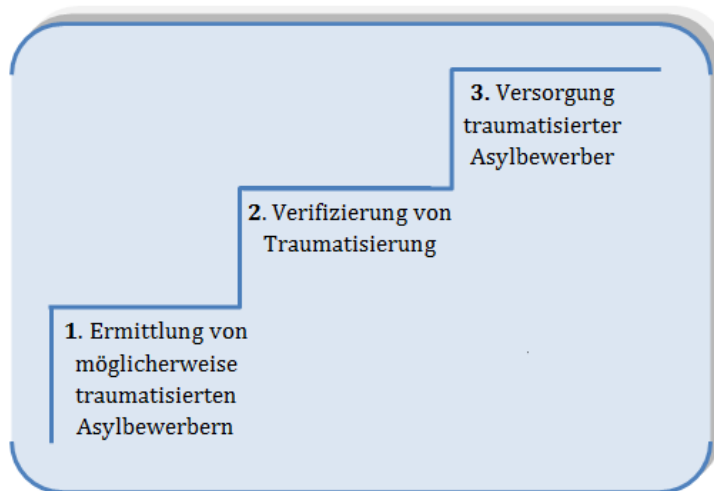 3. Versorgung
traumatisierter
Asylbewerber
2. Verifizierung von
Traumatisierung
1. Ermittlung von
möglicherweise
traumatisierten
Asylbewerbern